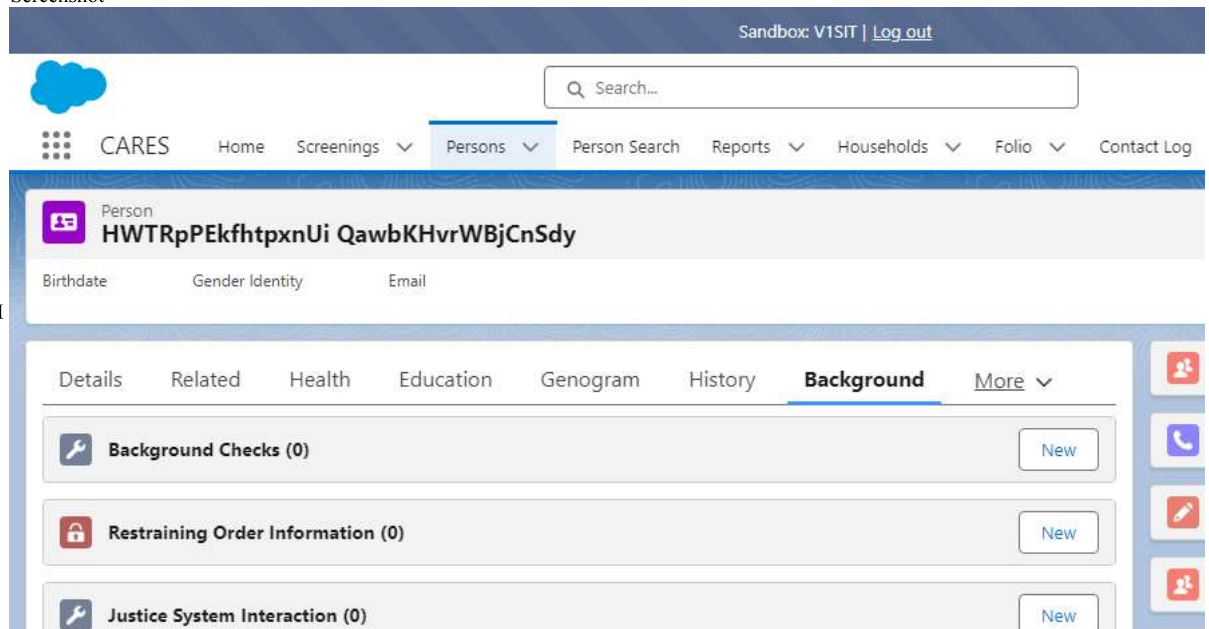 Screenshot
Sandbox: V1SIT | Log out
Search...
CARES Home Screenings Persons Person Search Reports Households Folio Contact Log
Person
HWTRpPEkfhtpxnUi QawbKHvrWBjCnSdy
Birthdate Gender Identity Email
Details Related Health Education Genogram History Background More
Background Checks (0) New
Restraining Order Information (0) New
Justice System Interaction (0) New